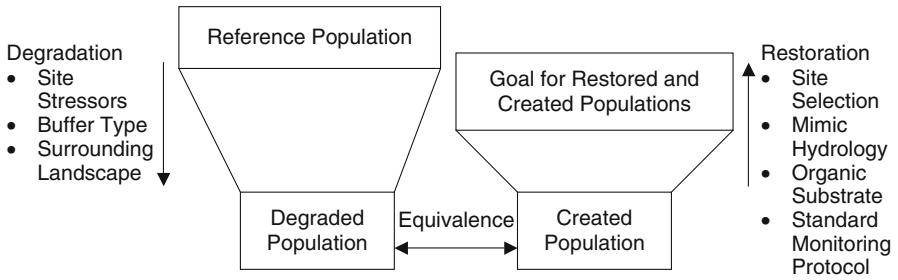 Reference Population
Degradation
• Site
Stressors
• Buffer Type
• Surrounding
Landscape
Goal for Restored and
Created Populations
Restoration
• Site
Selection
• Mimic
Hydrology
• Organic
Substrate
• Standard
Monitoring
Protocol
Degraded
Population
Equivalence
Created
Population